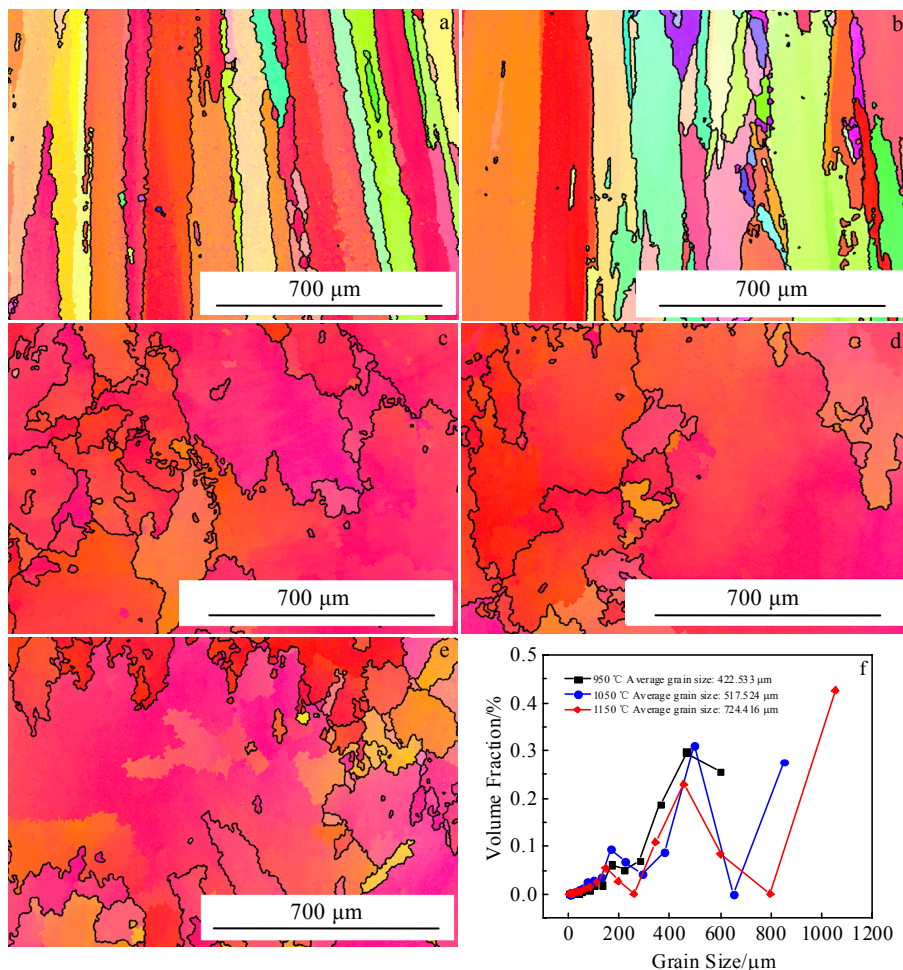 a
b
700 μm
700 μm
c
d
700 μm
700 μm
e
700 μm
f
0.5
0.4
0.3
0.2
0.1
0.0
Volume Fraction/%
950 ℃ Average grain size: 422.533 μm
1050 ℃ Average grain size: 517.524 μm
1150 ℃ Average grain size: 724.416 μm
0 200 400 600 800 1000 1200
Grain Size/μm